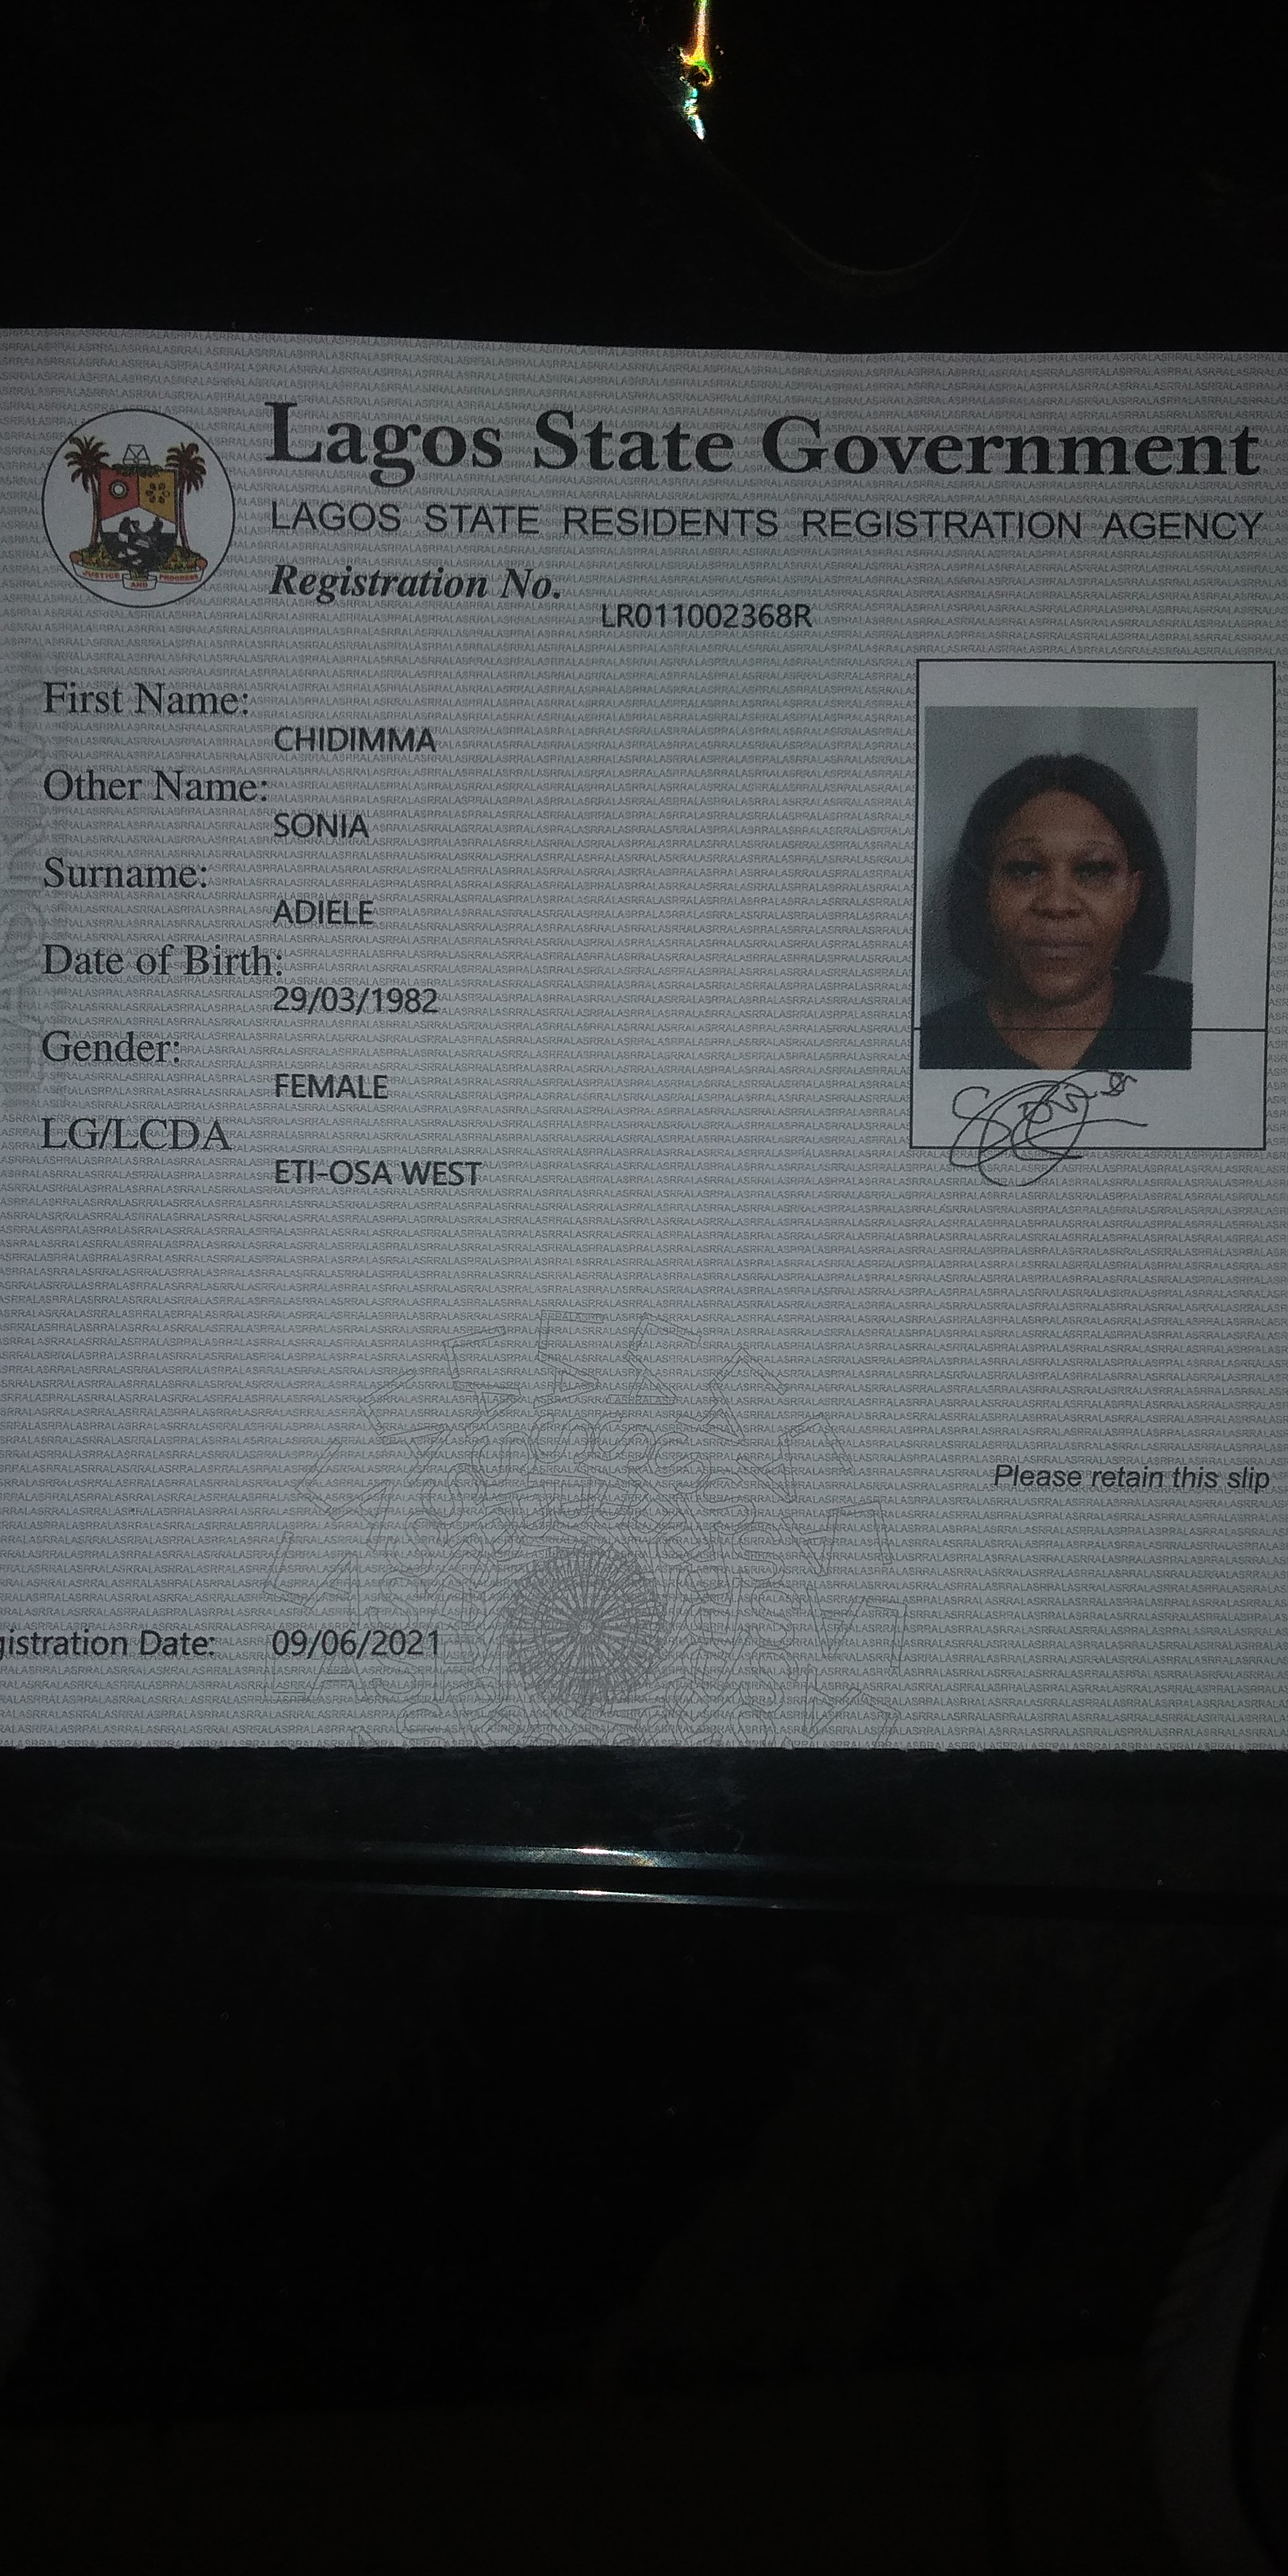 Lagos State Government
LAGOS STATE RESIDENTS REGISTRATION AGENCY
Registration No.
LR011002368R
First Name:
CHIDIMMA
Other Name:
SONIA
Surname:
ADIELE
Date of Birth:
29/03/1982
Gender:
FEMALE
LG/LCDA
ETI-OSA WEST
JUSTICE AND PROGRESS
Please retain this slip
gistration Date: 09/06/2021